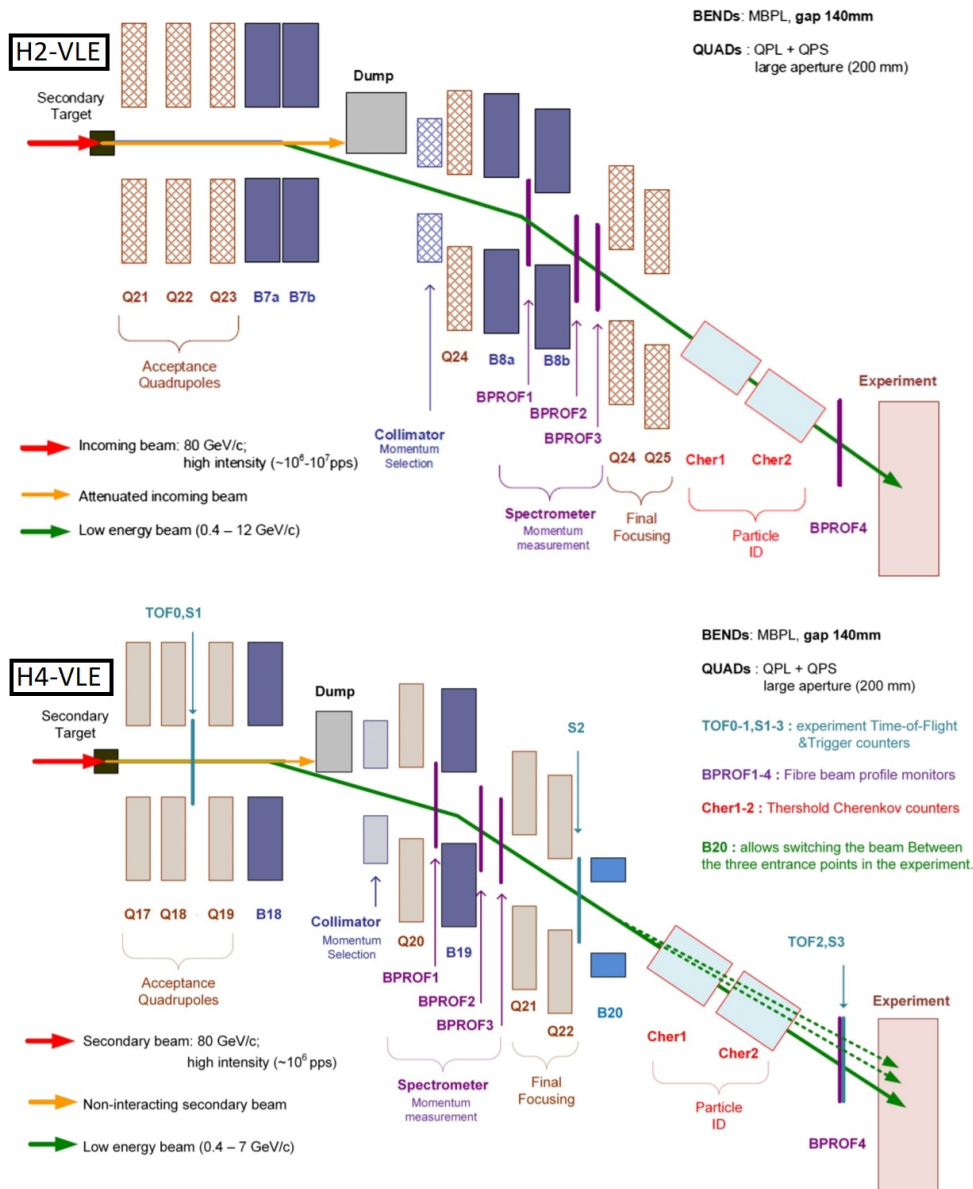 H2-VLE
BENDs: MBPL, gap 140mm
QUADs : QPL + QPS
large aperture (200 mm)
Secondary
Target
Dump
Q21 Q22 Q23 B7a B7b
Acceptance
Quadrupoles
Q24
B8a
B8b
BPROF1
BPROF2
BPROF3
Collimator
Momentum
Selection
Q24 Q25
Cher1
Cher2
Experiment
BPROF4
Spectrometer
Momentum
measurement
Final
Focusing
Particle
ID
Incoming beam: 80 GeV/c;
high intensity (~10⁶-10⁷pps)
Attenuated incoming beam
Low energy beam (0.4 – 12 GeV/c)
H4-VLE
TOF0,S1
BENDs: MBPL, gap 140mm
QUADs : QPL + QPS
large aperture (200 mm)
TOF0-1,S1-3 : experiment Time-of-Flight
&Trigger counters
BPROF1-4 : Fibre beam profile monitors
Cher1-2 : Thershold Cherenkov counters
B20 : allows switching the beam Between
the three entrance points in the experiment.
Secondary
Target
Dump
S2
Q17 Q18 Q19 B18
Acceptance
Quadrupoles
Collimator
Momentum
Selection
Q20
B19
BPROF1
BPROF2
BPROF3
Q21
Q22
B20
TOF2,S3
Cher1
Cher2
Experiment
BPROF4
Spectrometer
Momentum
measurement
Final
Focusing
Particle
ID
Secondary beam: 80 GeV/c;
high intensity (~10⁶ pps)
Non-interacting secondary beam
Low energy beam (0.4 – 7 GeV/c)